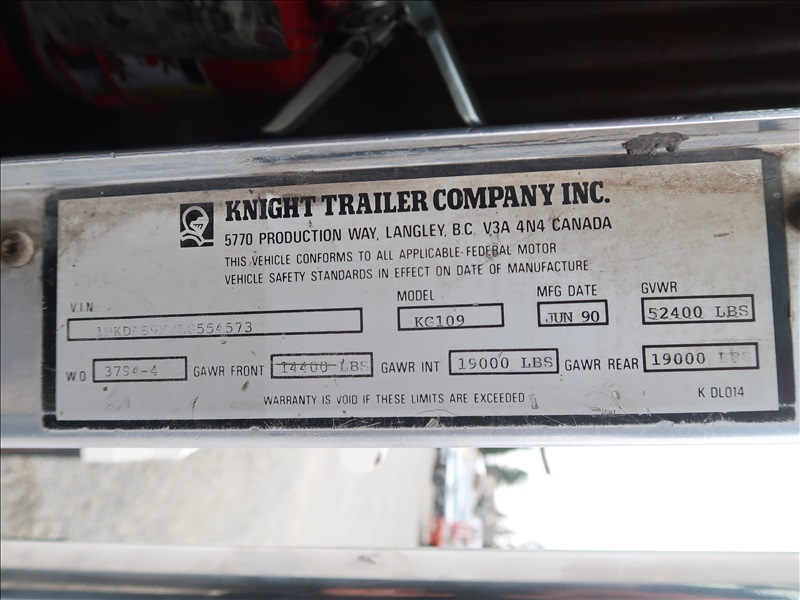 KNIGHT TRAILER COMPANY INC.
5770 PRODUCTION WAY, LANGLEY, B.C. V3A 4N4 CANADA
THIS VEHICLE CONFORMS TO ALL APPLICABLE FEDERAL MOTOR
VEHICLE SAFETY STANDARDS IN EFFECT ON DATE OF MANUFACTURE
V.I.N. MODEL MFG DATE GVWR
KG109 JUN 90 52400 LBS
W.O. 3794-4 GAWR FRONT 14400 LBS GAWR INT 19000 LBS GAWR REAR 19000 LBS
WARRANTY IS VOID IF THESE LIMITS ARE EXCEEDED K DL014